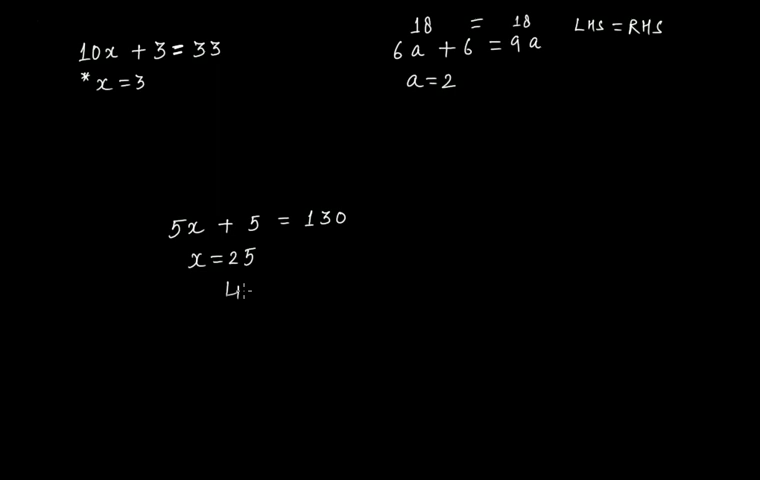 10x + 3 = 33
* x = 3
18 = 18 LHS = RHS
6a + 6 = 9a
a = 2
5x + 5 = 130
x = 25